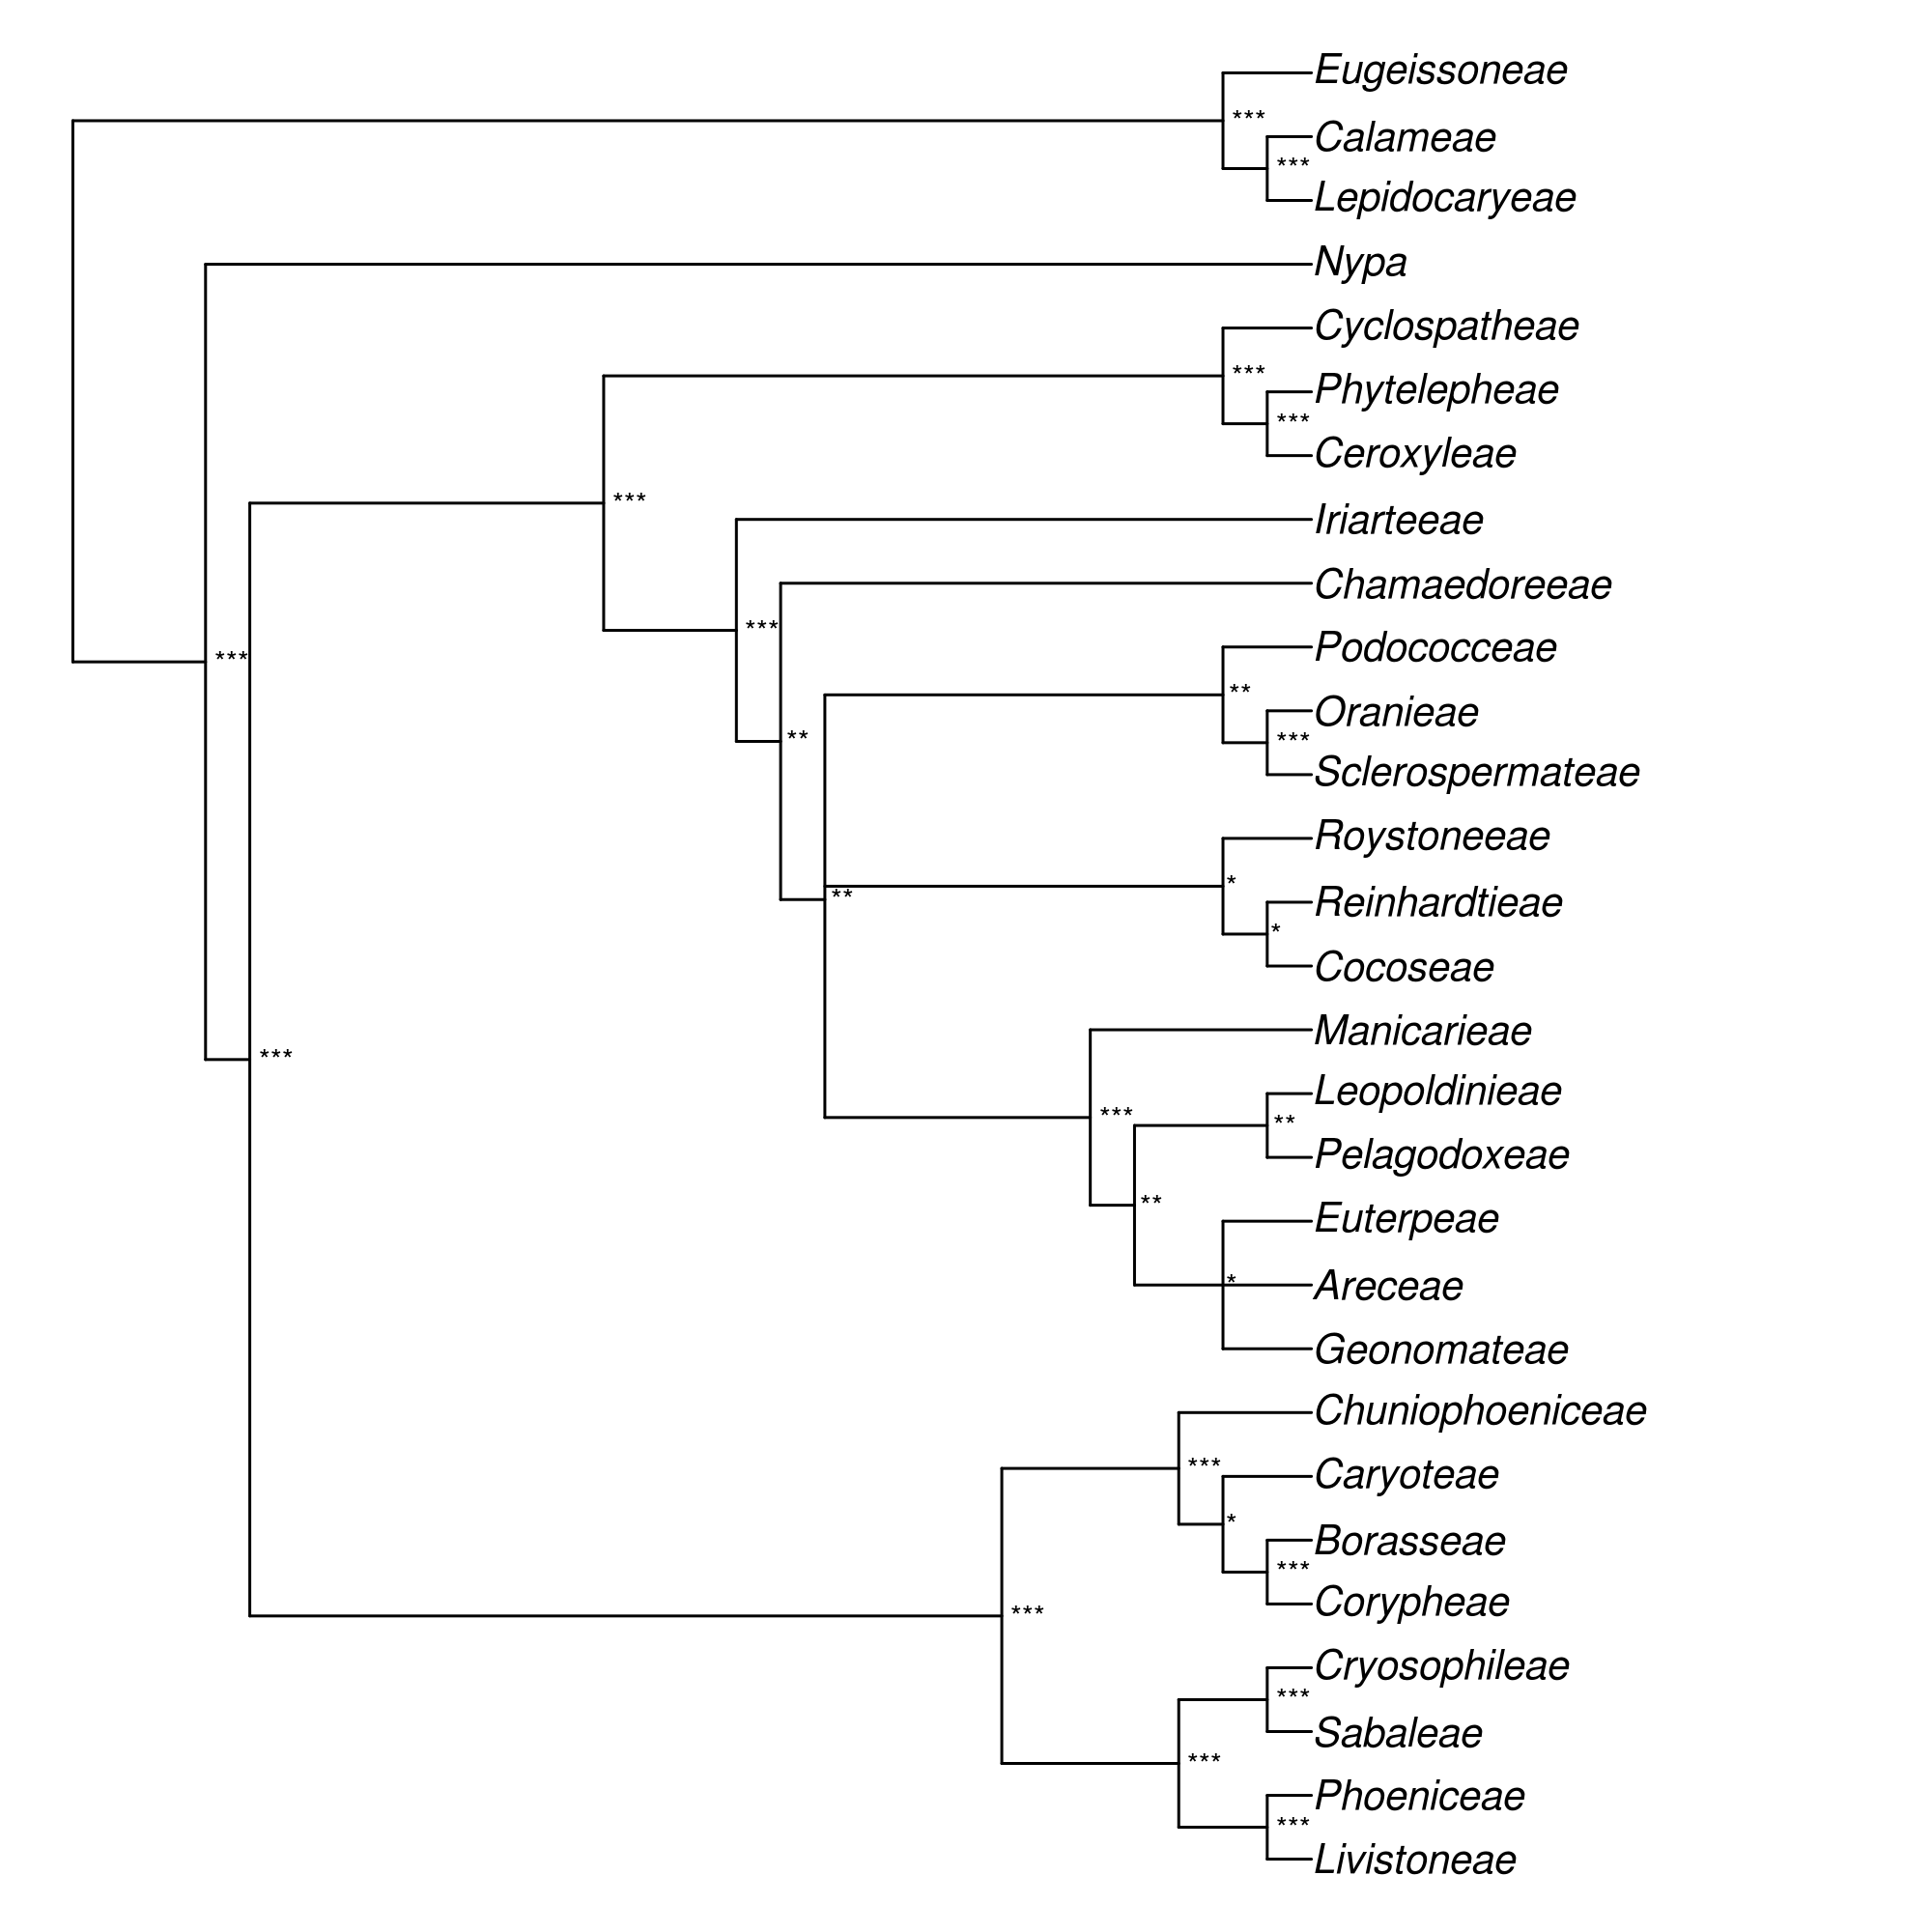 Eugeissoneae
***
Calameae
***
Lepidocaryeae
Nypa
Cyclospatheae
***
Phytelepheae
***
Ceroxyleae
***
Iriarteeae
Chamaedoreeae
***
Podococceae
***
**
Oranieae
**
***
Sclerospermateae
Roystoneeae
*
**
Reinhardtieae
*
Cocoseae
Manicarieae
***
Leopoldinieae
***
**
Pelagodoxeae
**
Euterpeae
*
Areceae
Geonomateae
Chuniophoeniceae
***
Caryoteae
*
Borasseae
***
Corypheae
***
Cryosophileae
***
Sabaleae
***
Phoeniceae
***
Livistoneae